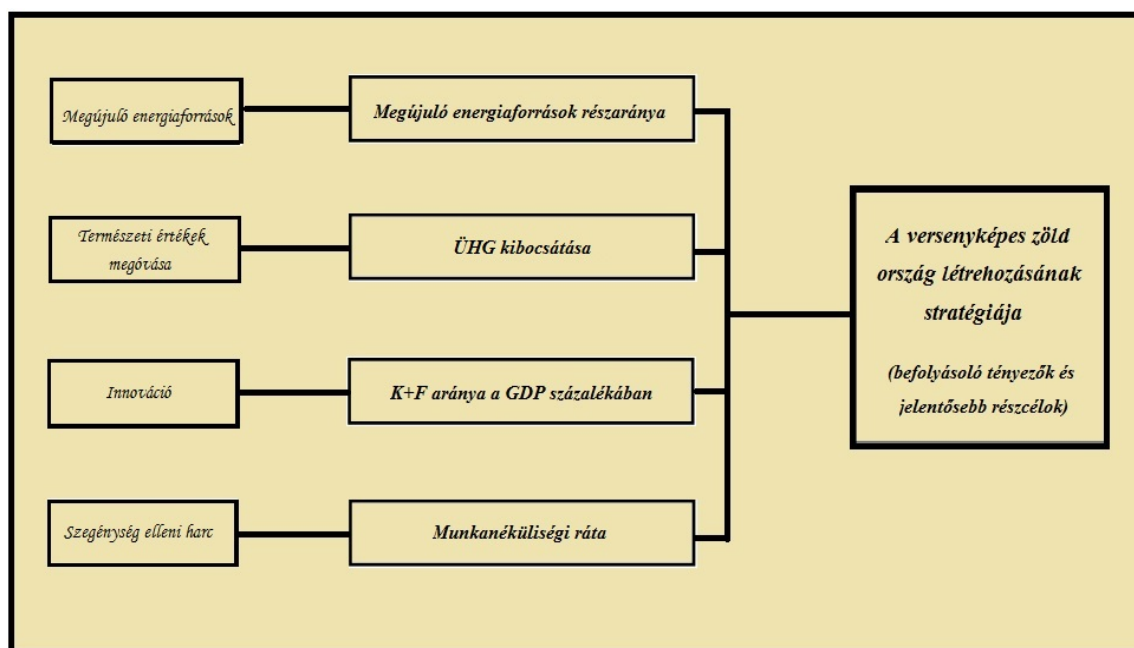 Megújuló energiaforrások
Megújuló energiaforrások részaránya
Természeti értékek
megóvása
ÜHG kibocsátása
Innováció
K+F aránya a GDP százalékában
Szegénység elleni harc
Munkanéküliségi ráta
A versenyképes zöld
ország létrehozásának
stratégiája
(befolyásoló tényezők és
jelentősebb részcélok)